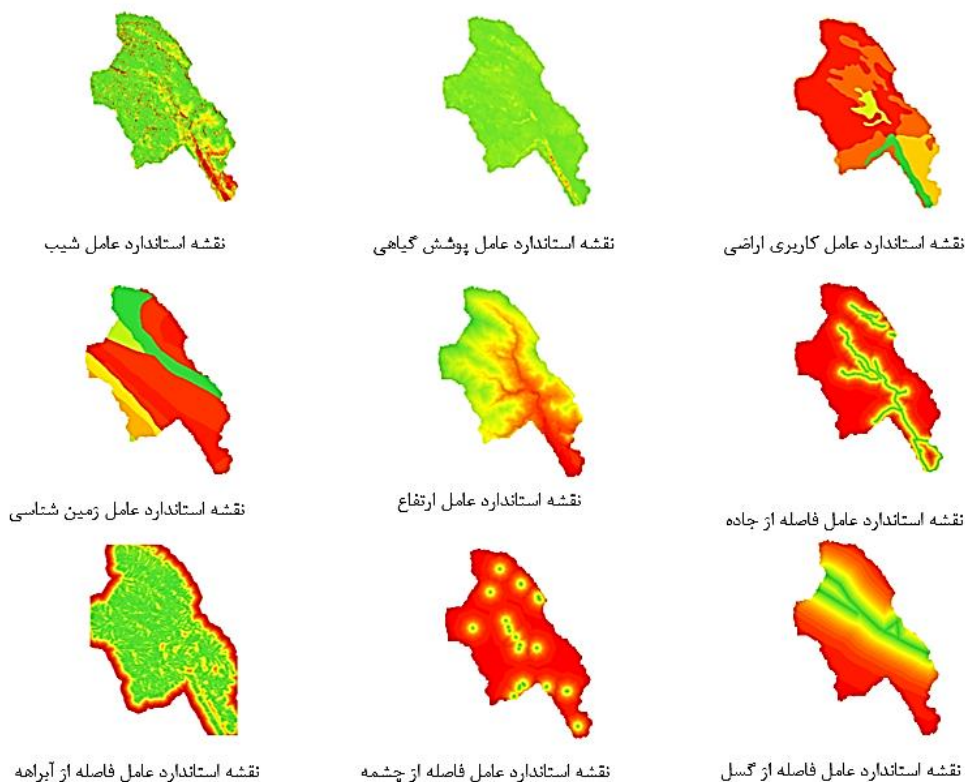 نقشه استاندارد عامل کاربری اراضی
نقشه استاندارد عامل پوشش گیاهی
نقشه استاندارد عامل شیب
نقشه استاندارد عامل فاصله از جاده
نقشه استاندارد عامل ارتفاع
نقشه استاندارد عامل زمین شناسی
نقشه استاندارد عامل فاصله از گسل
نقشه استاندارد عامل فاصله از چشمه
نقشه استاندارد عامل فاصله از آبراهه